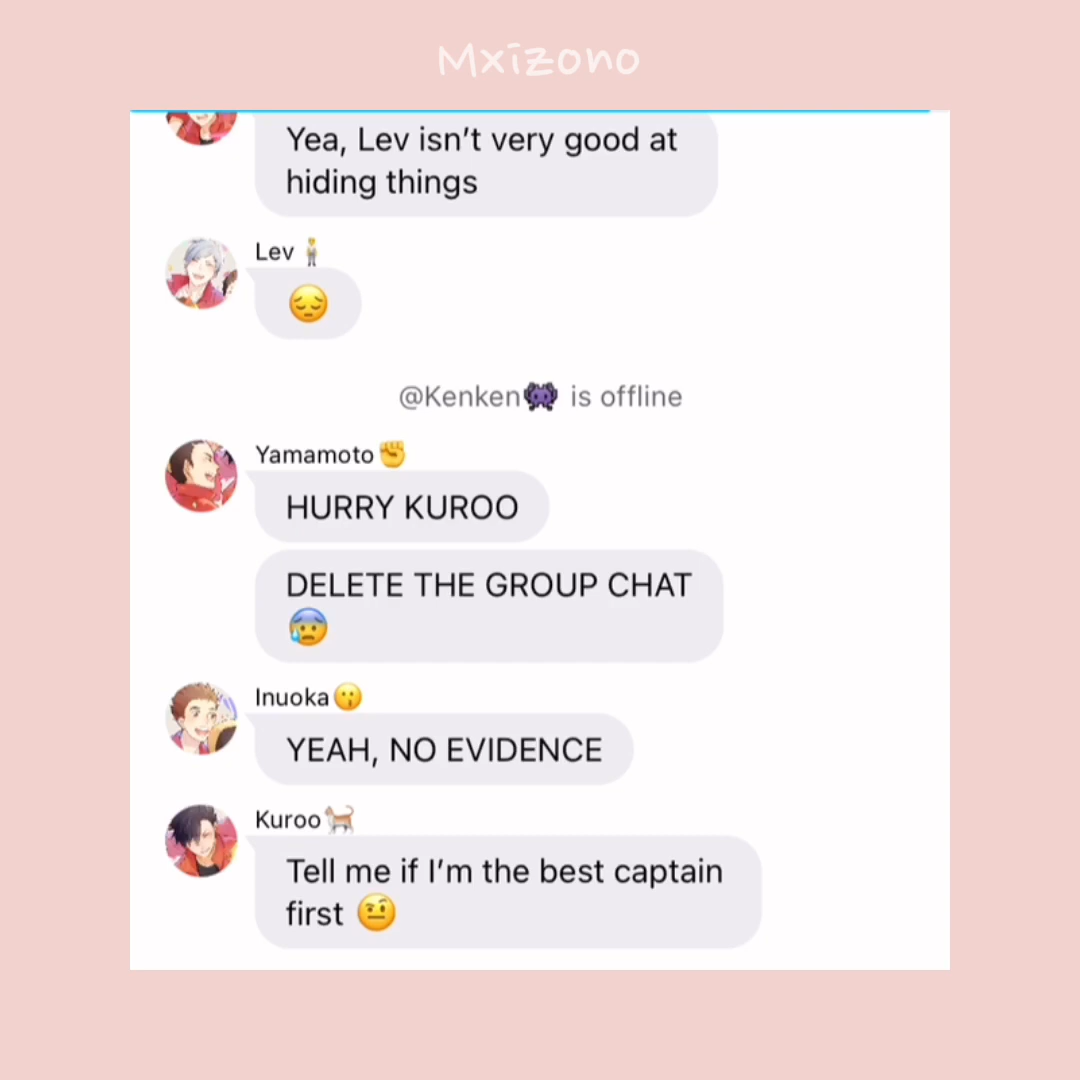 Mxizono
Yea, Lev isn’t very good at
hiding things
Lev🧍
😔
@Kenken👾 is offline
Yamamoto✊
HURRY KUROO
DELETE THE GROUP CHAT
😰
Inuoka😗
YEAH, NO EVIDENCE
Kuroo🐈
Tell me if I’m the best captain
first 🤨